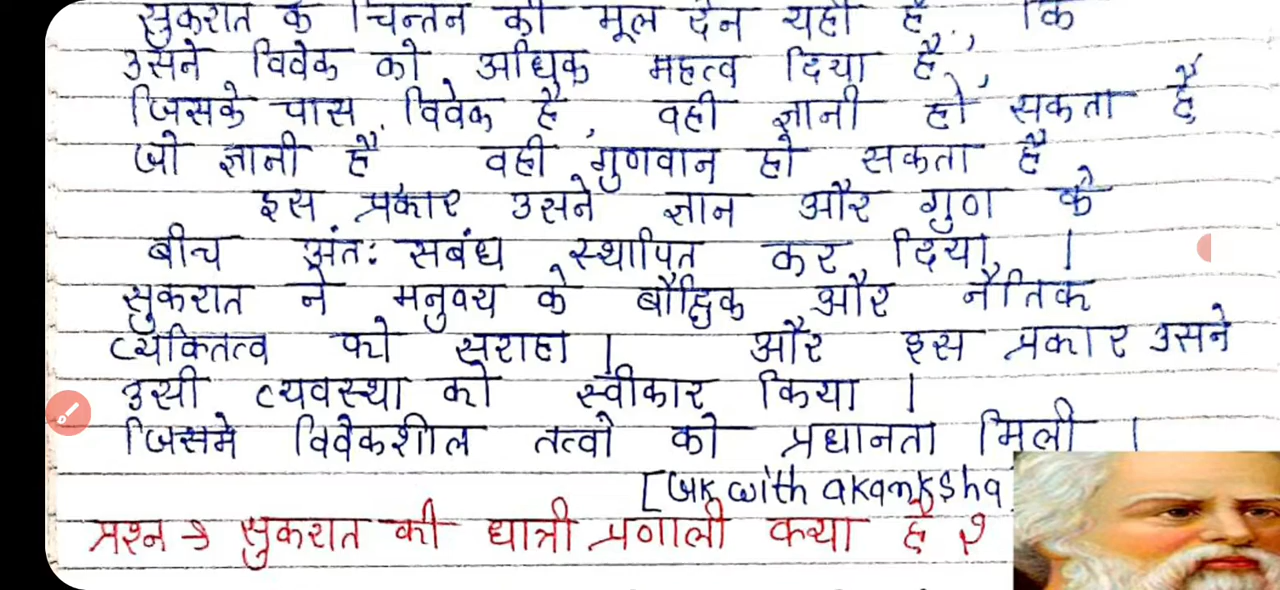 सुकरात के चिन्तन की मूल देन यही है, कि
उसने विवेक को अधिक महत्व दिया है,
जिसके पास विवेक है, वही ज्ञानी हो सकता है
जो ज्ञानी है वही गुणवान हो सकता है
इस प्रकार उसने ज्ञान और गुण के
बीच अंत: सबंध स्थापित कर दिया ।
सुकरात ने मनुवय के बौद्धिक और नैतिक
व्यकितत्व को सराहा । और इस प्रकार उसने
उसी व्यवस्था को स्वीकार किया ।
जिसमे विवेकशील तत्वो को प्रधानता मिली ।
[GK with akanksha
प्रश्न → सुकरात की धात्री प्रणाली क्या है ?